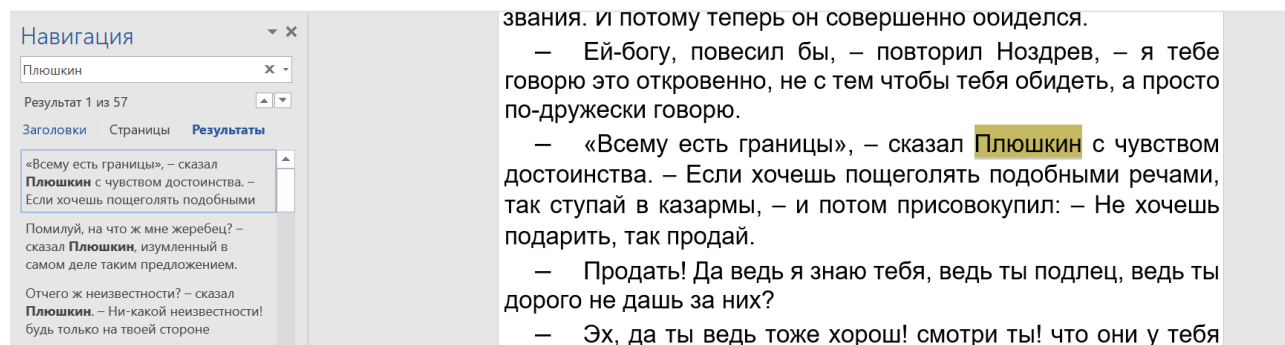 Навигация
Плюшкин
Результат 1 из 57
Заголовки Страницы Результаты
«Всему есть границы», – сказал
Плюшкин с чувством достоинства. –
Если хочешь пощеголять подобными
Помилуй, на что ж мне жеребец? –
сказал Плюшкин, изумленный в
самом деле таким предложением.
Отчего ж неизвестности? – сказал
Плюшкин. – Ни-какой неизвестности!
будь только на твоей стороне
звания. И потому теперь он совершенно обиделся.
– Ей-богу, повесил бы, – повторил Ноздрев, – я тебе
говорю это откровенно, не с тем чтобы тебя обидеть, а просто
по-дружески говорю.
– «Всему есть границы», – сказал Плюшкин с чувством
достоинства. – Если хочешь пощеголять подобными речами,
так ступай в казармы, – и потом присовокупил: – Не хочешь
подарить, так продай.
– Продать! Да ведь я знаю тебя, ведь ты подлец, ведь ты
дорого не дашь за них?
– Эх, да ты ведь тоже хорош! смотри ты! что они у тебя